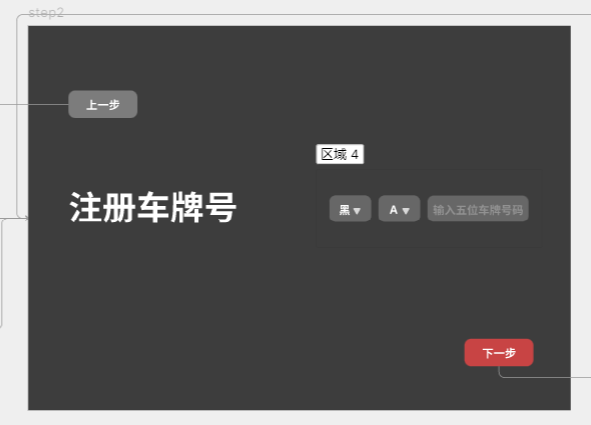 step2
上一步
区域 4
注册车牌号
黑
A
输入五位车牌号码
下一步